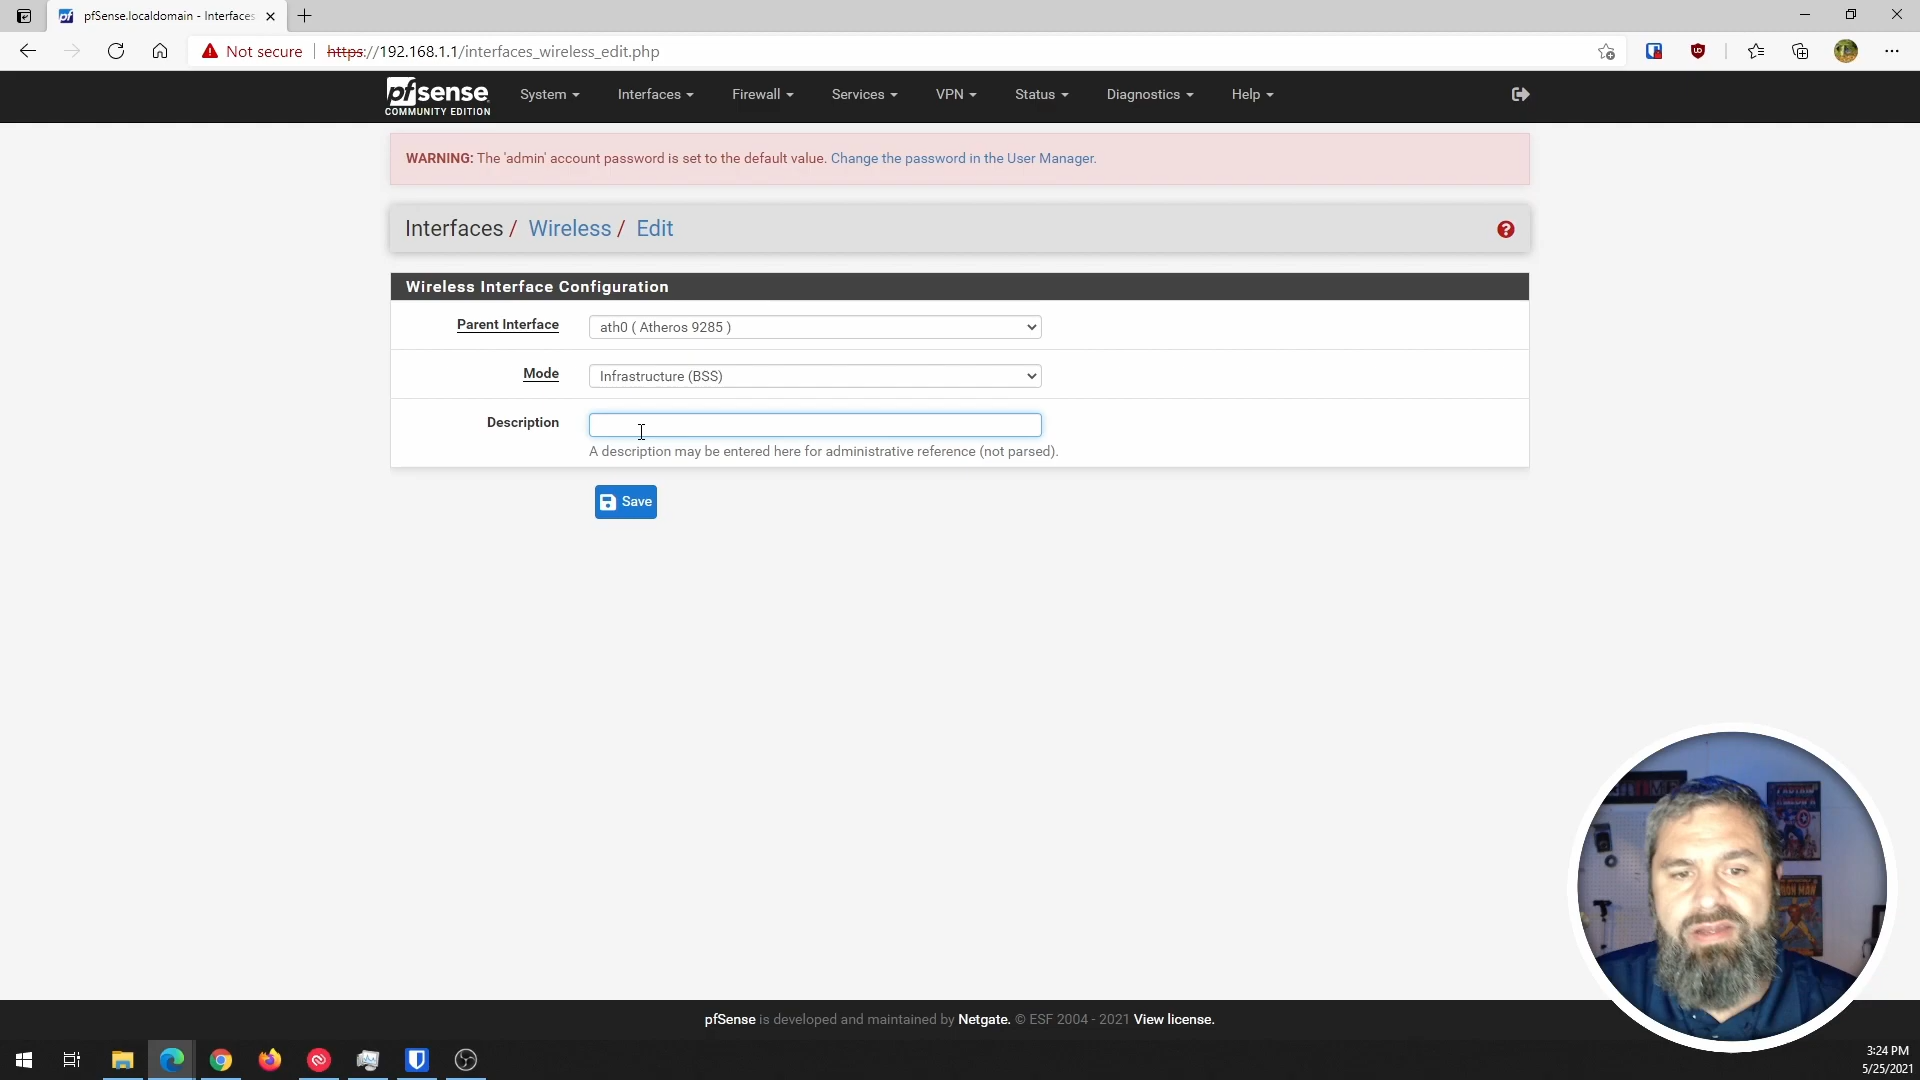 pfSense.localdomain - Interfaces
Not secure https://192.168.1.1/interfaces_wireless_edit.php
pfsense COMMUNITY EDITION
System Interfaces Firewall Services VPN Status Diagnostics Help
WARNING: The 'admin' account password is set to the default value. Change the password in the User Manager.
Interfaces / Wireless / Edit
Wireless Interface Configuration
Parent Interface ath0 ( Atheros 9285 )
Mode Infrastructure (BSS)
Description
A description may be entered here for administrative reference (not parsed).
Save
CAPTAIN AMERICA
IRON MAN
pfSense is developed and maintained by Netgate. © ESF 2004 - 2021 View license.
3:24 PM
5/25/2021